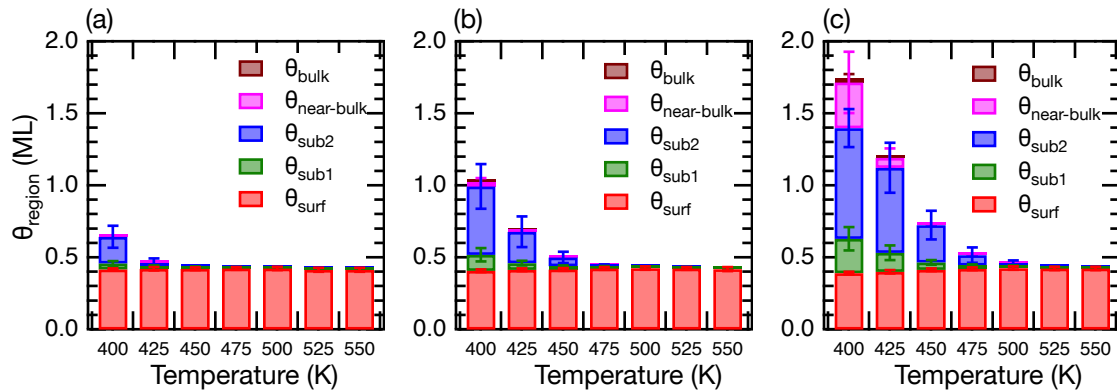 (a)
2.0
1.5
1.0
0.5
0.0
θregion (ML)
θbulk
θnear-bulk
θsub2
θsub1
θsurf
400 425 450 475 500 525 550
Temperature (K)
(b)
2.0
1.5
1.0
0.5
0.0
θbulk
θnear-bulk
θsub2
θsub1
θsurf
400 425 450 475 500 525 550
Temperature (K)
(c)
2.0
1.5
1.0
0.5
0.0
θbulk
θnear-bulk
θsub2
θsub1
θsurf
400 425 450 475 500 525 550
Temperature (K)